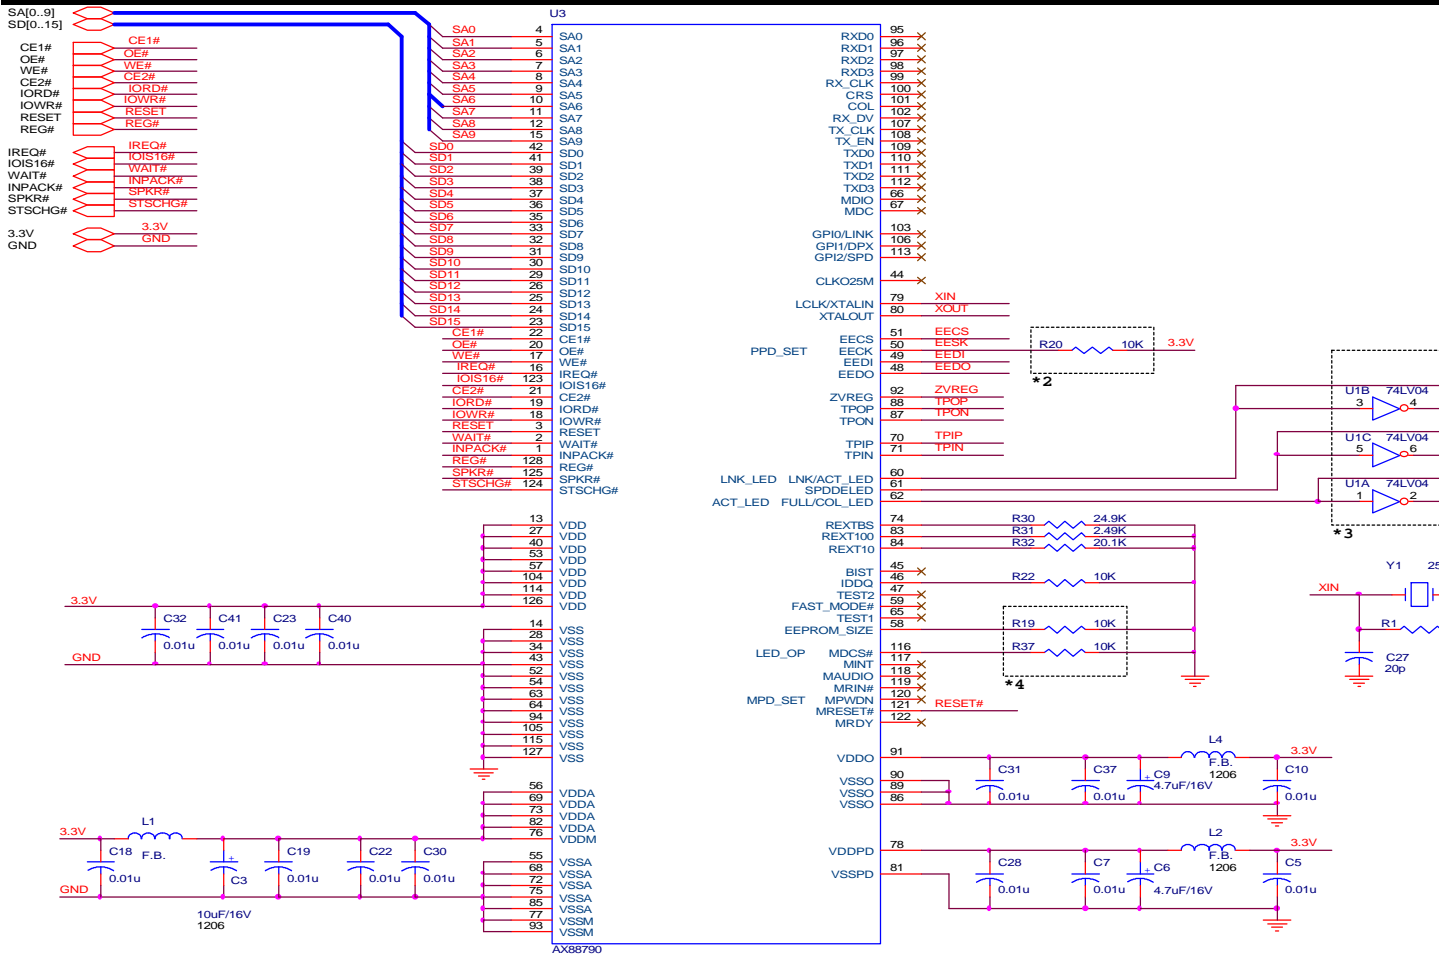 SA[0..9]
SD[0..15]
CE1# CE1#
OE# OE#
WE# WE#
CE2# CE2#
IORD# IORD#
IOWR# IOWR#
RESET RESET
REG# REG#
IREQ# IREQ#
IOIS16# IOIS16#
WAIT# WAIT#
INPACK# INPACK#
SPKR# SPKR#
STSCHG# STSCHG#
3.3V 3.3V
GND GND
U3
SA0 4 SA0
SA1 5 SA1
SA2 6 SA2
SA3 7 SA3
SA4 8 SA4
SA5 9 SA5
SA6 10 SA6
SA7 11 SA7
SA8 12 SA8
SA9 15 SA9
SD0 42 SD0
SD1 41 SD1
SD2 39 SD2
SD3 38 SD3
SD4 37 SD4
SD5 36 SD5
SD6 35 SD6
SD7 33 SD7
SD8 32 SD8
SD9 31 SD9
SD10 30 SD10
SD11 29 SD11
SD12 26 SD12
SD13 25 SD13
SD14 24 SD14
SD15 23 SD15
CE1# 22 CE1#
OE# 20 OE#
WE# 17 WE#
IREQ# 16 IREQ#
IOIS16# 123 IOIS16#
CE2# 21 CE2#
IORD# 19 IORD#
IOWR# 18 IOWR#
RESET 3 RESET
WAIT# 2 WAIT#
INPACK# 1 INPACK#
REG# 128 REG#
SPKR# 125 SPKR#
STSCHG# 124 STSCHG#
13 VDD
27 VDD
40 VDD
53 VDD
57 VDD
104 VDD
114 VDD
126 VDD
3.3V
C32 C41 C23 C40
0.01u 0.01u 0.01u 0.01u
GND
14 VSS
28 VSS
34 VSS
43 VSS
52 VSS
54 VSS
63 VSS
64 VSS
94 VSS
105 VSS
115 VSS
127 VSS
56 VDDA
69 VDDA
73 VDDA
82 VDDA
76 VDDM
3.3V L1
F.B.
C18 C3 C19 C22 C30
0.01u + 0.01u 0.01u 0.01u
GND
10uF/16V
1206
55 VSSA
68 VSSA
72 VSSA
75 VSSA
85 VSSA
77 VSSM
93 VSSM
AX88790
RXD0 95
RXD1 96
RXD2 97
RXD3 98
RX_CLK 99
CRS 100
COL 101
RX_DV 102
TX_CLK 107
TX_EN 108
TXD0 109
TXD1 110
TXD2 111
TXD3 112
MDIO 66
MDC 67
GPI0/LINK 103
GPI1/DPX 106
GPI2/SPD 113
CLKO25M 44
LCLK/XTALIN 79 XIN
XTALOUT 80 XOUT
EECS 51 EECS
PPD_SET EECK 50 EESK R20 10K 3.3V
EEDI 49 EEDI
EEDO 48 EEDO
*2
ZVREG 92 ZVREG
TPOP 88 TPOP
TPON 87 TPON
TPIP 70 TPIP
TPIN 71 TPIN
LNK_LED LNK/ACT_LED 60
SPDDELED 61
ACT_LED FULL/COL_LED 62
U1B 74LV04
3 4
U1C 74LV04
5 6
U1A 74LV04
1 2
*3
REXTBS 74 R30 24.9K
REXT100 83 R31 2.49K
REXT10 84 R32 20.1K
BIST 45
IDDQ 46 R22 10K
TEST2 47
FAST_MODE# 59
TEST1 65
EEPROM_SIZE 58 R19 10K
LED_OP MDCS# 116 R37 10K
MINT 117
MAUDIO 118
MRIN# 119
MPD_SET MPWDN 120
MRESET# 121 RESET#
MRDY 122
*4
Y1 25
XIN
R1
C27
20p
VDDO 91
VSSO 90
VSSO 89
VSSO 86
L4 3.3V
F.B.
1206
C31 C37 C9 C10
0.01u 0.01u + 4.7uF/16V 0.01u
VDDPD 78
VSSPD 81
L2 3.3V
F.B.
1206
C28 C7 C6 C5
0.01u 0.01u + 4.7uF/16V 0.01u